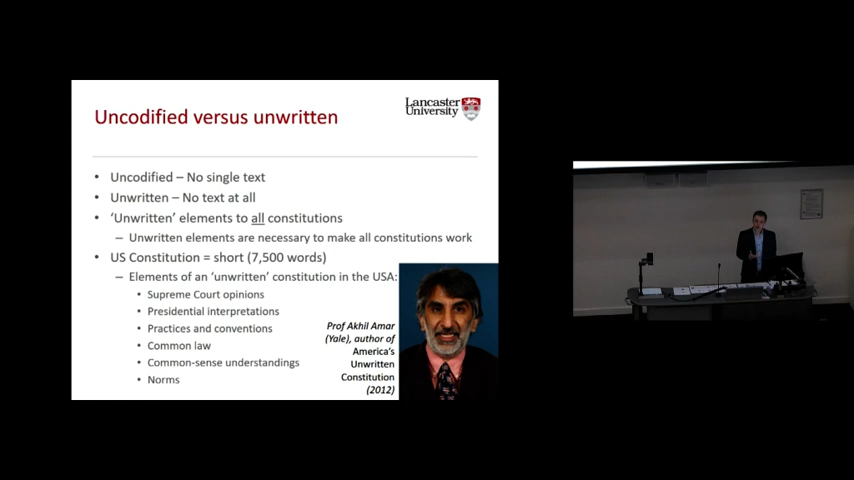 Uncodified versus unwritten
Lancaster
University
• Uncodified – No single text
• Unwritten – No text at all
• ‘Unwritten’ elements to all constitutions
– Unwritten elements are necessary to make all constitutions work
• US Constitution = short (7,500 words)
– Elements of an ‘unwritten’ constitution in the USA:
• Supreme Court opinions
• Presidential interpretations
• Practices and conventions
• Common law
• Common-sense understandings
• Norms
Prof Akhil Amar
(Yale), author of
America’s
Unwritten
Constitution
(2012)